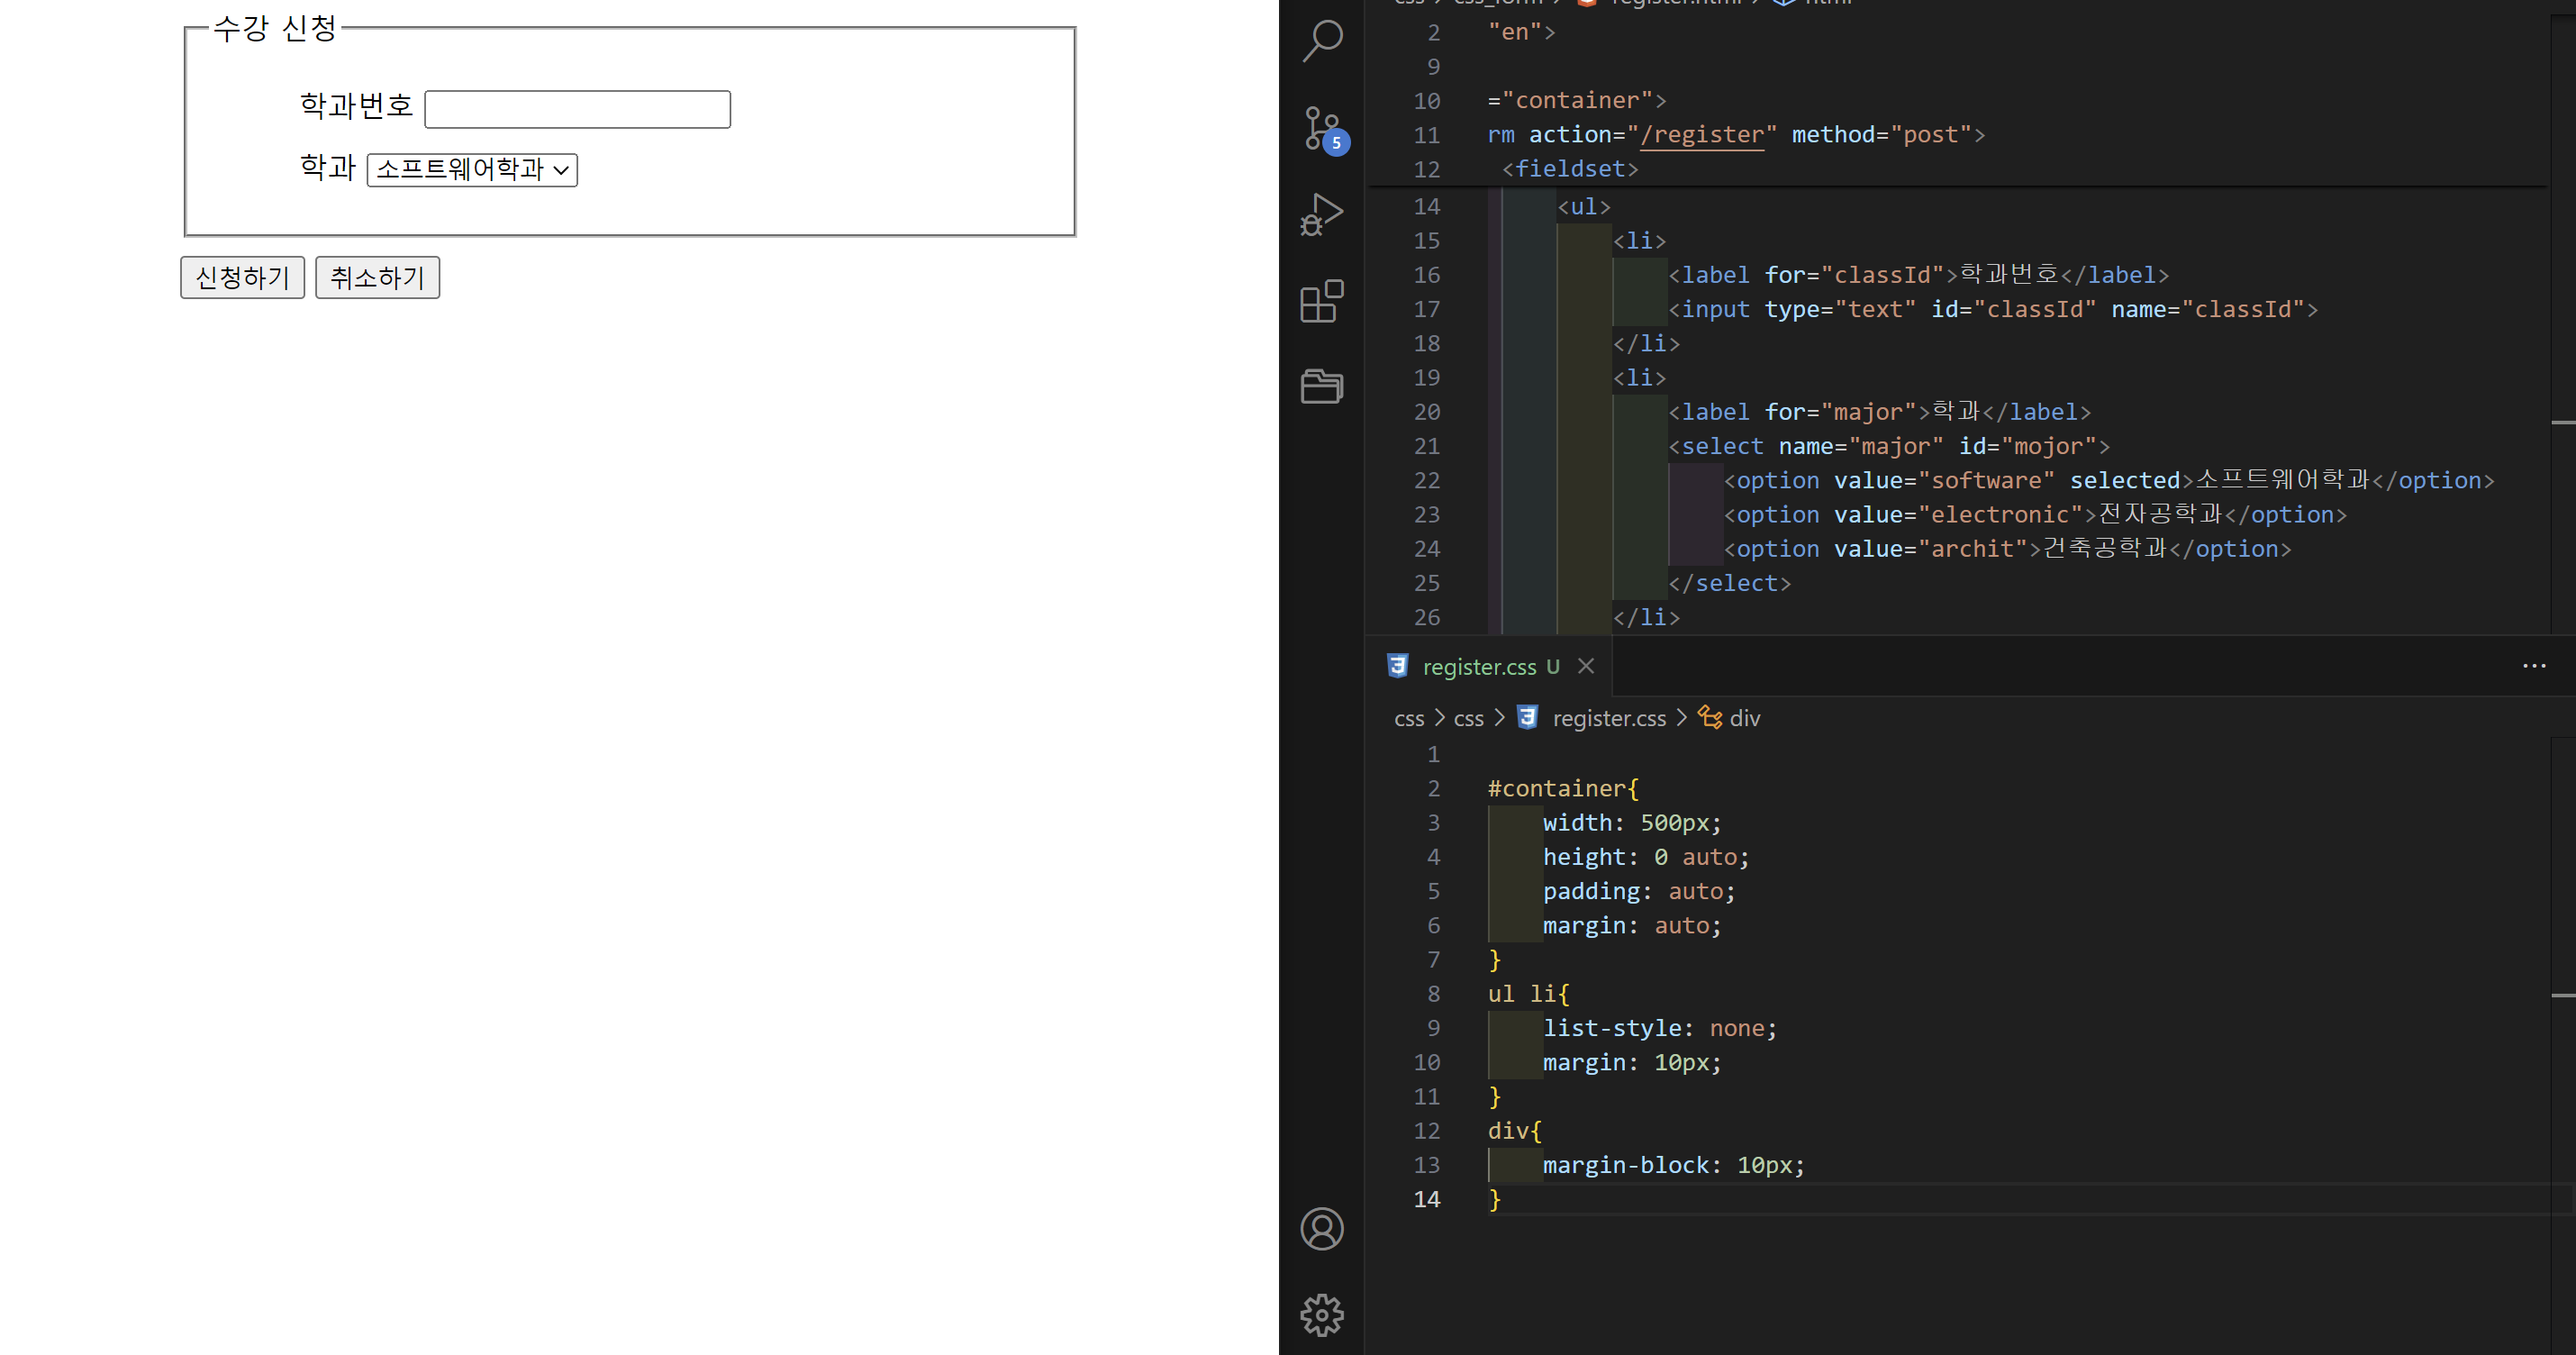 수강 신청
학과번호
학과 소프트웨어학과
신청하기 취소하기
css > css_form > register.html > html
2 "en">
9
10 ="container">
11 rm action="/register" method="post">
12 <fieldset>
14 <ul>
15 <li>
16 <label for="classId">학과번호</label>
17 <input type="text" id="classId" name="classId">
18 </li>
19 <li>
20 <label for="major">학과</label>
21 <select name="major" id="mojor">
22 <option value="software" selected>소프트웨어학과</option>
23 <option value="electronic">전자공학과</option>
24 <option value="archit">건축공학과</option>
25 </select>
26 </li>
5
register.css U
css > css > register.css > div
1
2 #container{
3 width: 500px;
4 height: 0 auto;
5 padding: auto;
6 margin: auto;
7 }
8 ul li{
9 list-style: none;
10 margin: 10px;
11 }
12 div{
13 margin-block: 10px;
14 }